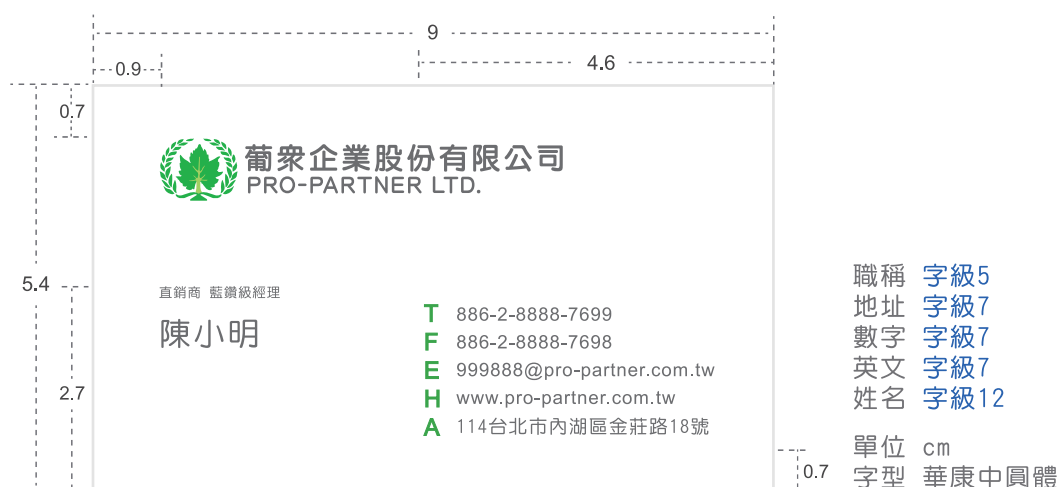 9
0.9
4.6
0.7
葡眾企業股份有限公司
PRO-PARTNER LTD.
5.4
直銷商 藍鑽級經理
陳小明
2.7
T 886-2-8888-7699
F 886-2-8888-7698
E 999888@pro-partner.com.tw
H www.pro-partner.com.tw
A 114台北市內湖區金莊路18號
職稱 字級5
地址 字級7
數字 字級7
英文 字級7
姓名 字級12
單位 cm
0.7
字型 華康中圓體